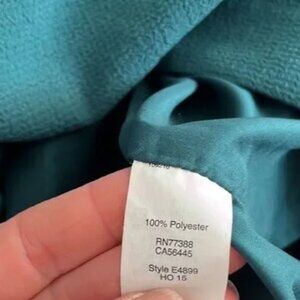 100% Polyester
RN77388
CA56445
Style E4899
HO 15